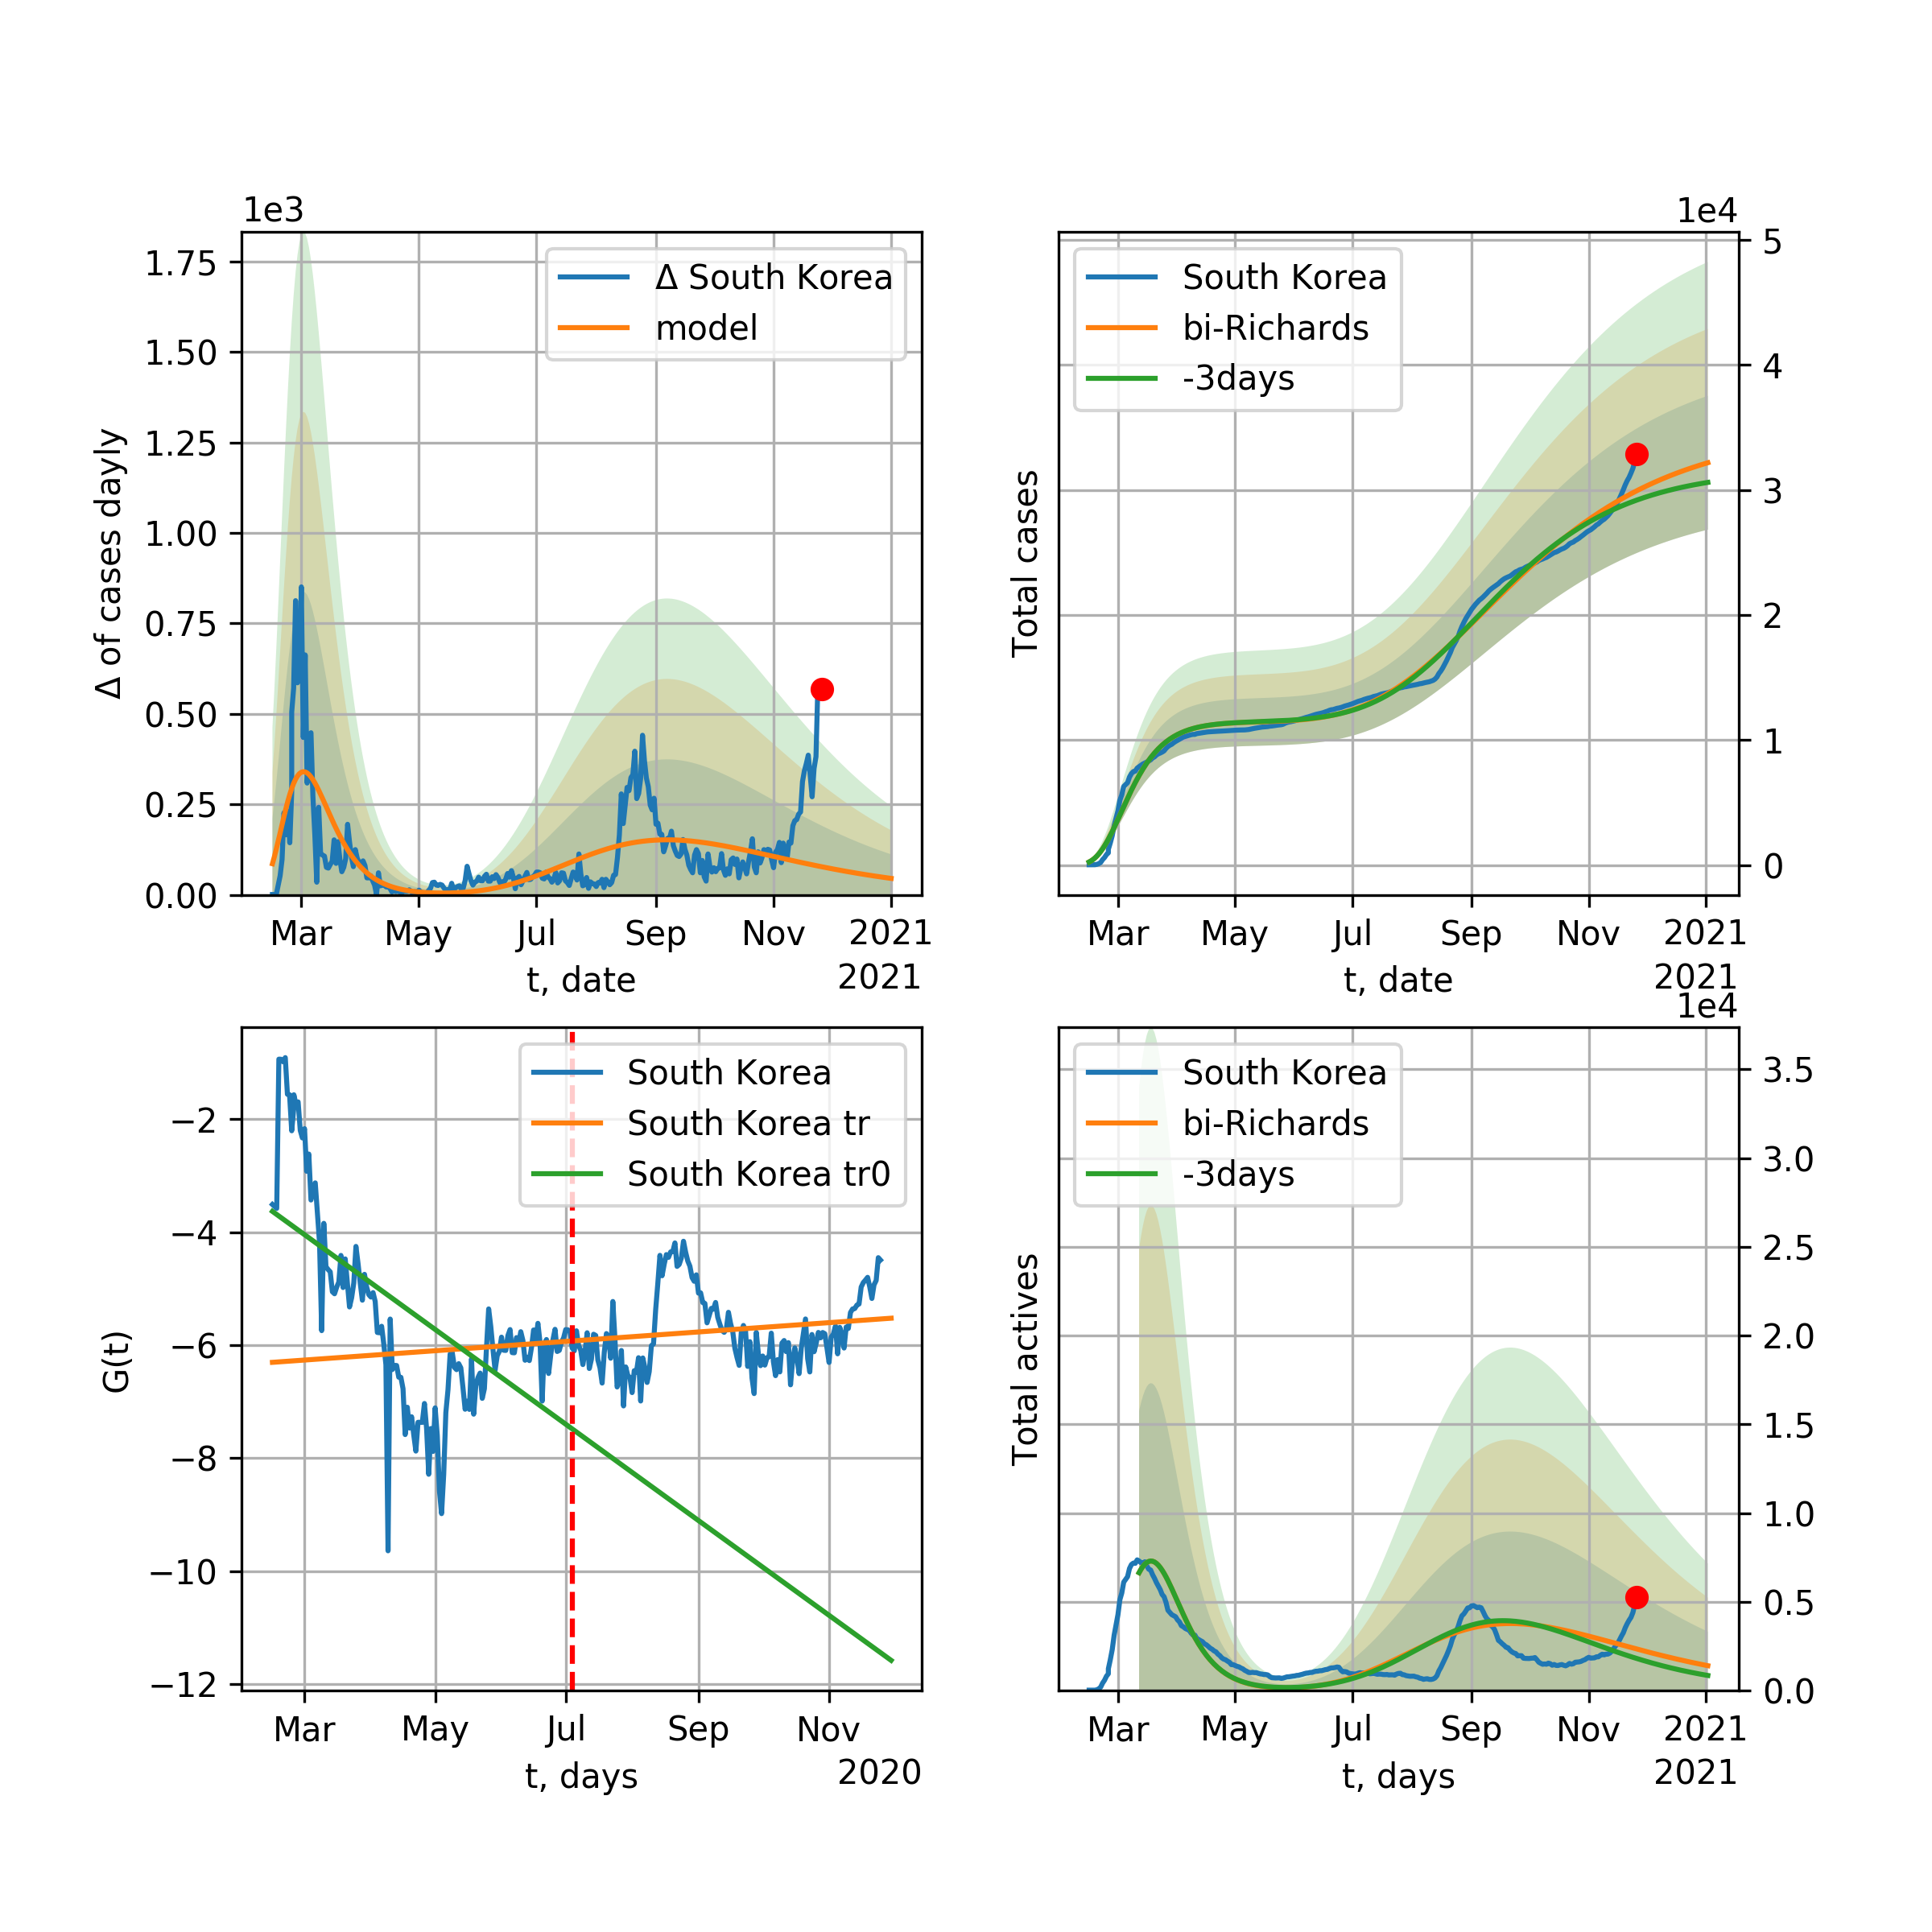 1e3
Δ of cases dayly
1.75
1.50
1.25
1.00
0.75
0.50
0.25
0.00
Δ South Korea
model
Mar May Jul Sep Nov 2021
t, date
2021
1e4
Total cases
South Korea
bi-Richards
-3days
5
4
3
2
1
0
Mar May Jul Sep Nov 2021
t, date
2021
G(t)
−2
−4
−6
−8
−10
−12
South Korea
South Korea tr
South Korea tr0
Mar May Jul Sep Nov
t, days
2020
1e4
Total actives
South Korea
bi-Richards
-3days
3.5
3.0
2.5
2.0
1.5
1.0
0.5
0.0
Mar May Jul Sep Nov 2021
t, days
2021